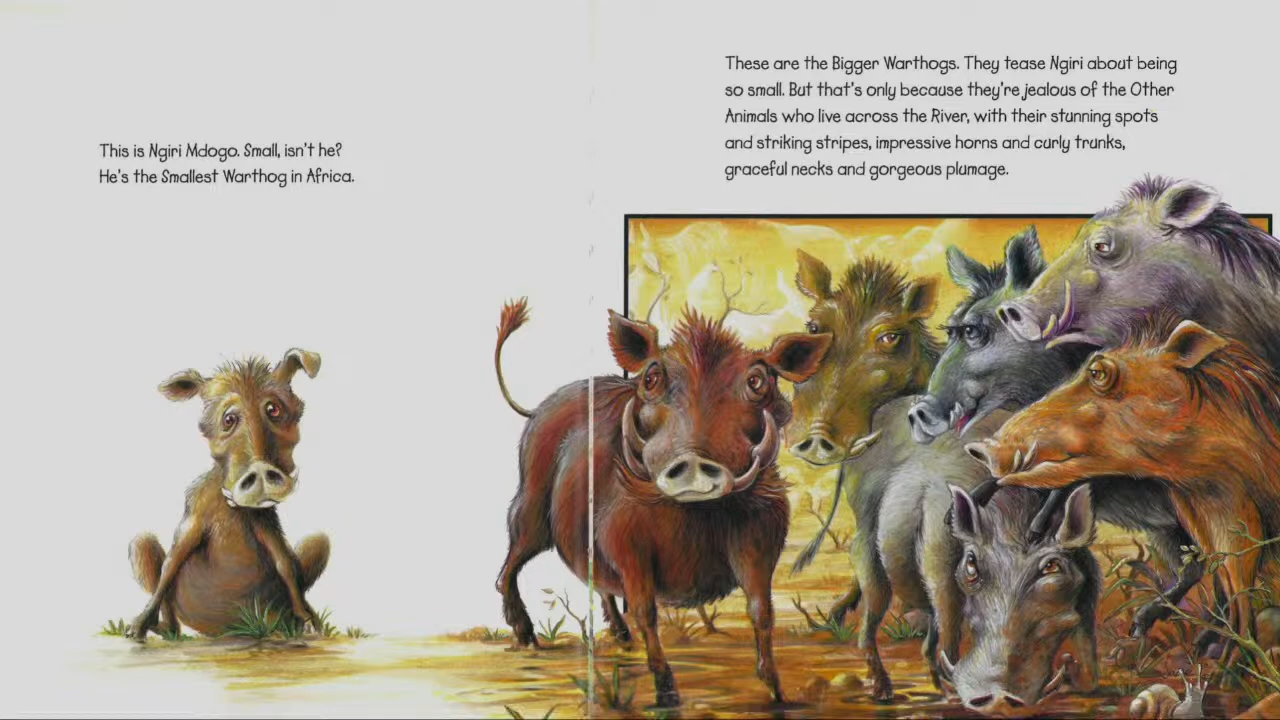 This is Ngiri Mdogo. Small, isn't he?
He's the Smallest Warthog in Africa.
These are the Bigger Warthogs. They tease Ngiri about being
so small. But that's only because they're jealous of the Other
Animals who live across the River, with their stunning spots
and striking stripes, impressive horns and curly trunks,
graceful necks and gorgeous plumage.